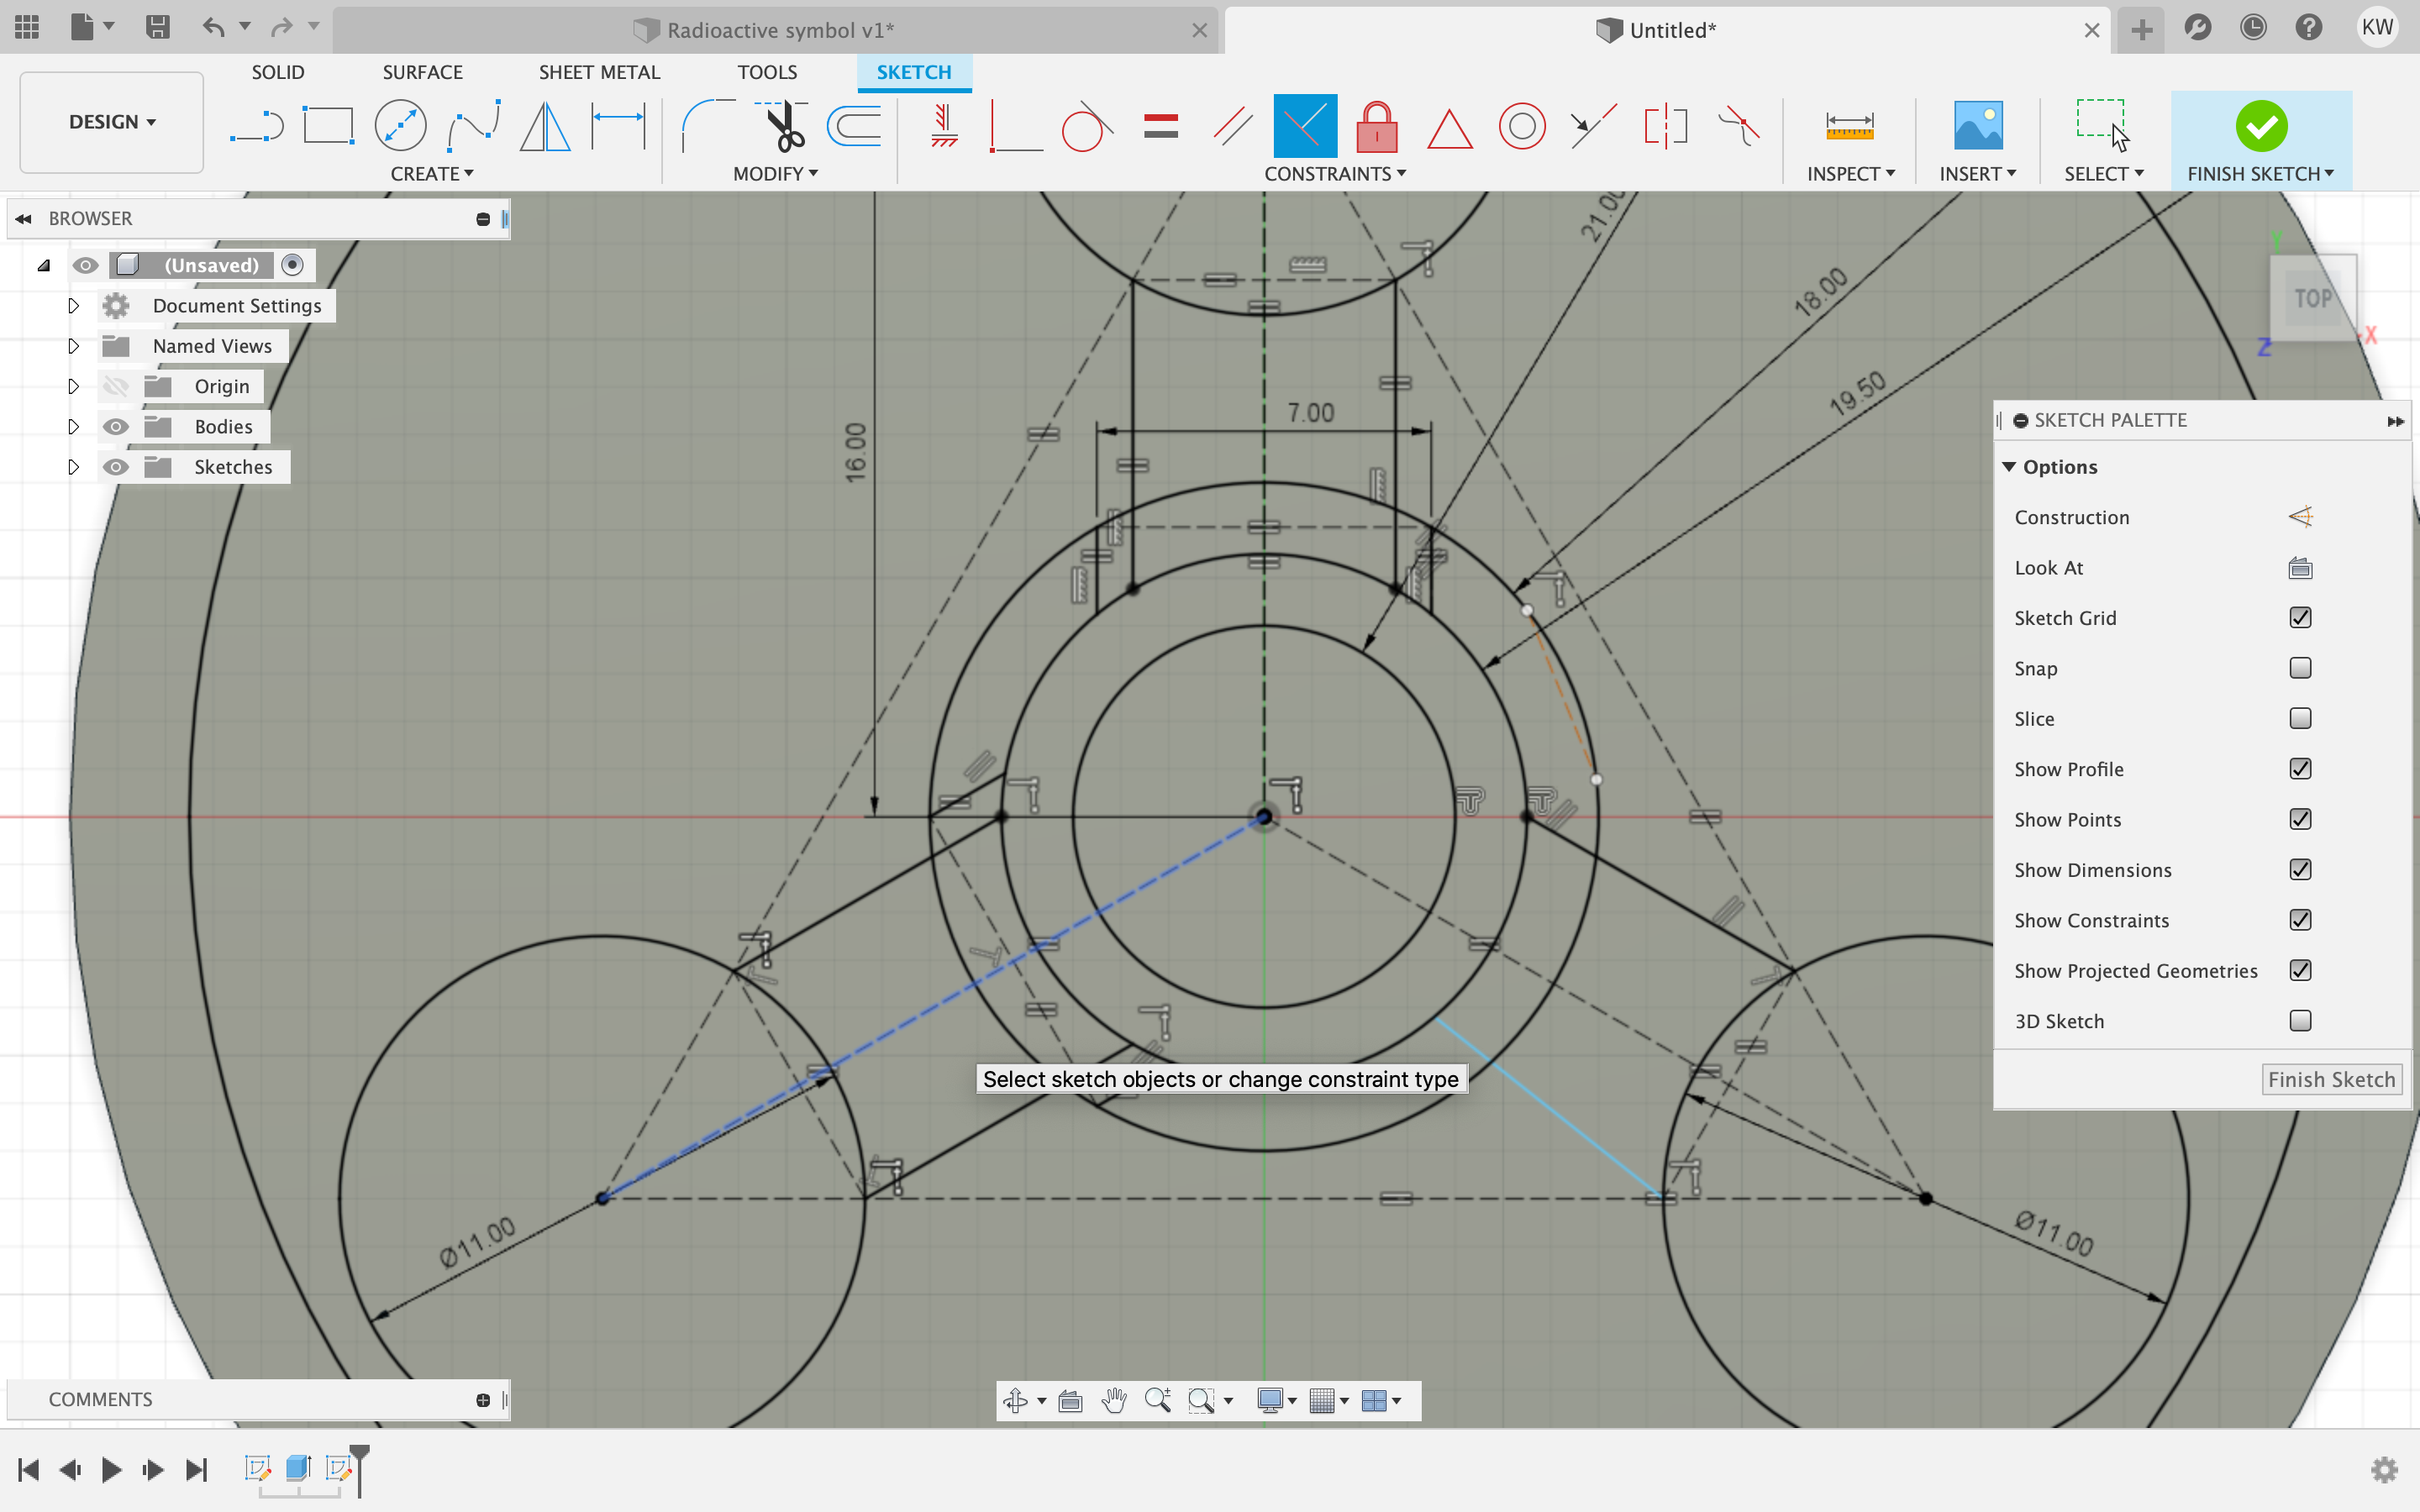 Radioactive symbol v1*
Untitled*
KW
DESIGN
SOLID
SURFACE
SHEET METAL
TOOLS
SKETCH
CREATE
MODIFY
CONSTRAINTS
INSPECT
INSERT
SELECT
FINISH SKETCH
BROWSER
(Unsaved)
Document Settings
Named Views
Origin
Bodies
Sketches
21.00
18.00
19.50
7.00
16.00
Y
TOP
X
Z
SKETCH PALETTE
Options
Construction
Look At
Sketch Grid
Snap
Slice
Show Profile
Show Points
Show Dimensions
Show Constraints
Show Projected Geometries
3D Sketch
Finish Sketch
Select sketch objects or change constraint type
Ø11.00
Ø11.00
COMMENTS